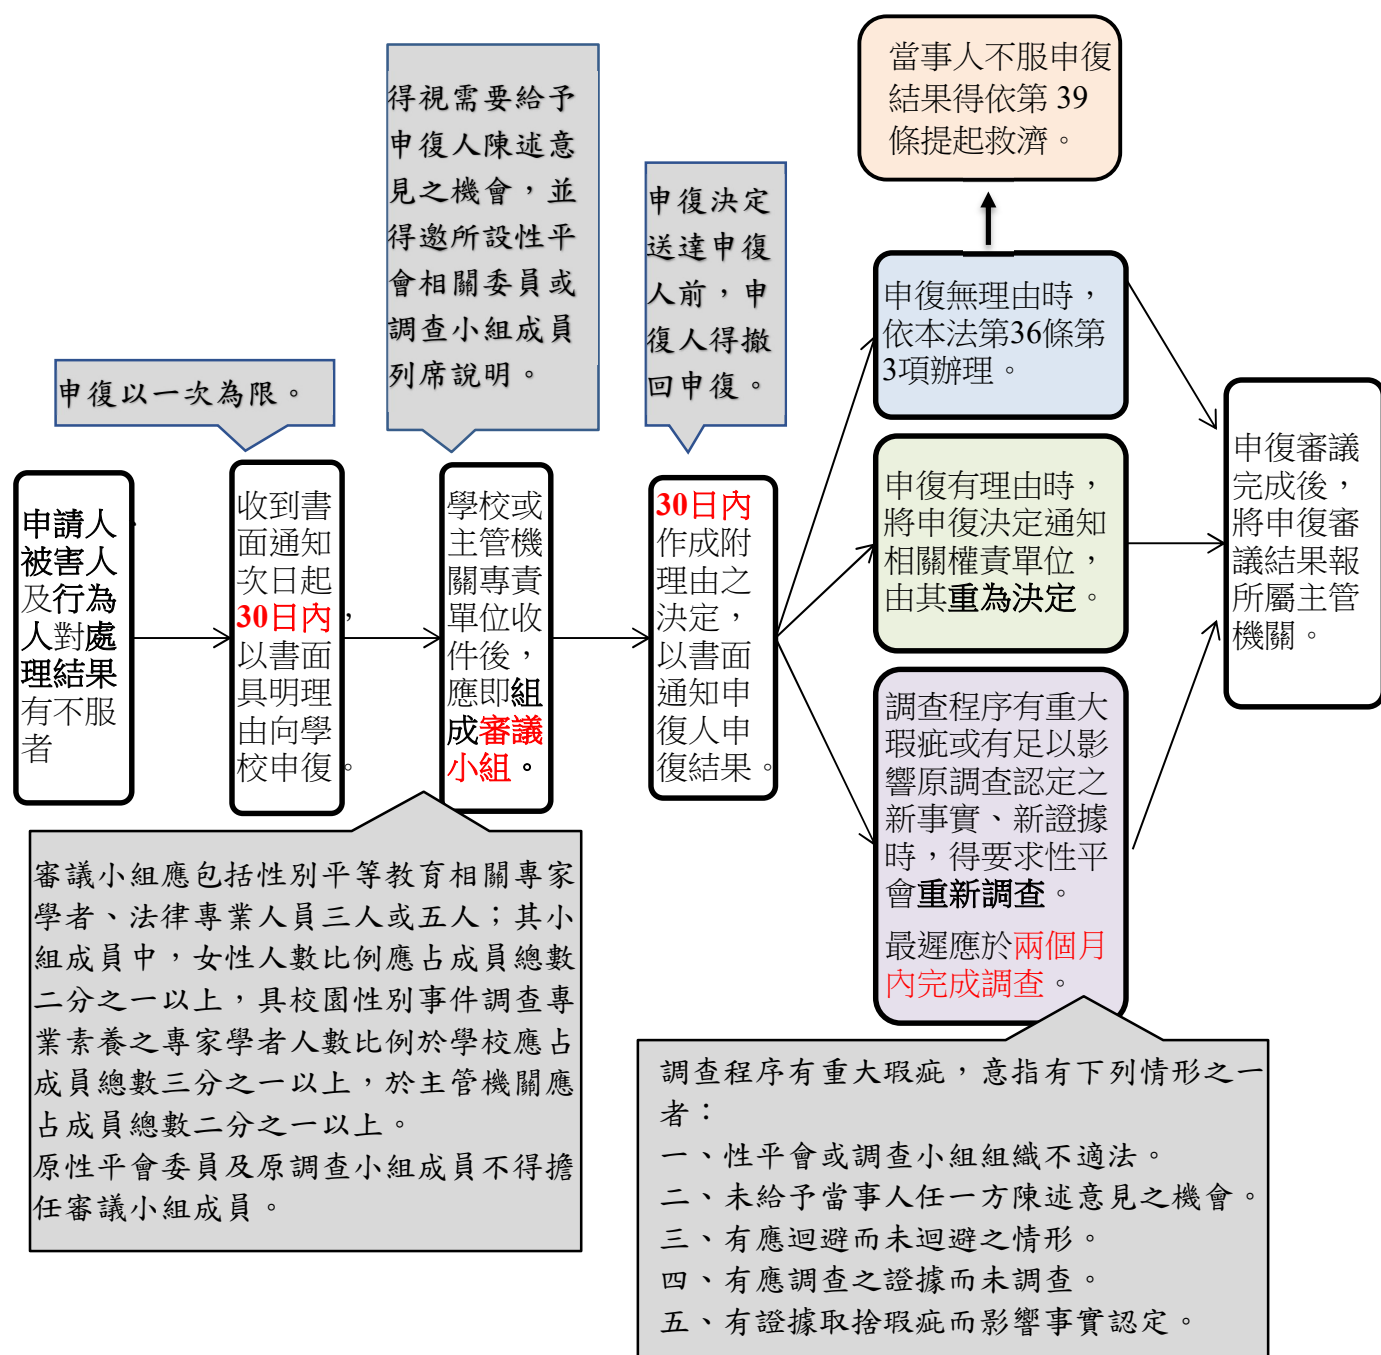 當事人不服申復
結果得依第 39
條提起救濟。
得視需要給予
申復人陳述意
見之機會，並
得邀所設性平
會相關委員或
調查小組成員
列席說明。
申復決定
送達申復
人前，申
復人得撤
回申復。
申復以一次為限。
申請人
被害人
及行為
人對處
理結果
有不服
者
收到書
面通知
次日起
30日內，
以書面
具明理
由向學
校申復。
學校或
主管機
關專責
單位收
件後，
應即組
成審議
小組。
30日內
作成附
理由之
決定，
以書面
通知申
復人申
復結果。
申復無理由時，
依本法第36條第
3項辦理。
申復有理由時，
將申復決定通知
相關權責單位，
由其重為決定。
調查程序有重大
瑕疵或有足以影
響原調查認定之
新事實、新證據
時，得要求性平
會重新調查。
最遲應於兩個月
內完成調查。
申復審議
完成後，
將申復審
議結果報
所屬主管
機關。
審議小組應包括性別平等教育相關專家
學者、法律專業人員三人或五人；其小
組成員中，女性人數比例應占成員總數
二分之一以上，具校園性別事件調查專
業素養之專家學者人數比例於學校應占
成員總數三分之一以上，於主管機關應
占成員總數二分之一以上。
原性平會委員及原調查小組成員不得擔
任審議小組成員。
調查程序有重大瑕疵，意指有下列情形之一
者：
一、性平會或調查小組組織不適法。
二、未給予當事人任一方陳述意見之機會。
三、有應迴避而未迴避之情形。
四、有應調查之證據而未調查。
五、有證據取捨瑕疵而影響事實認定。